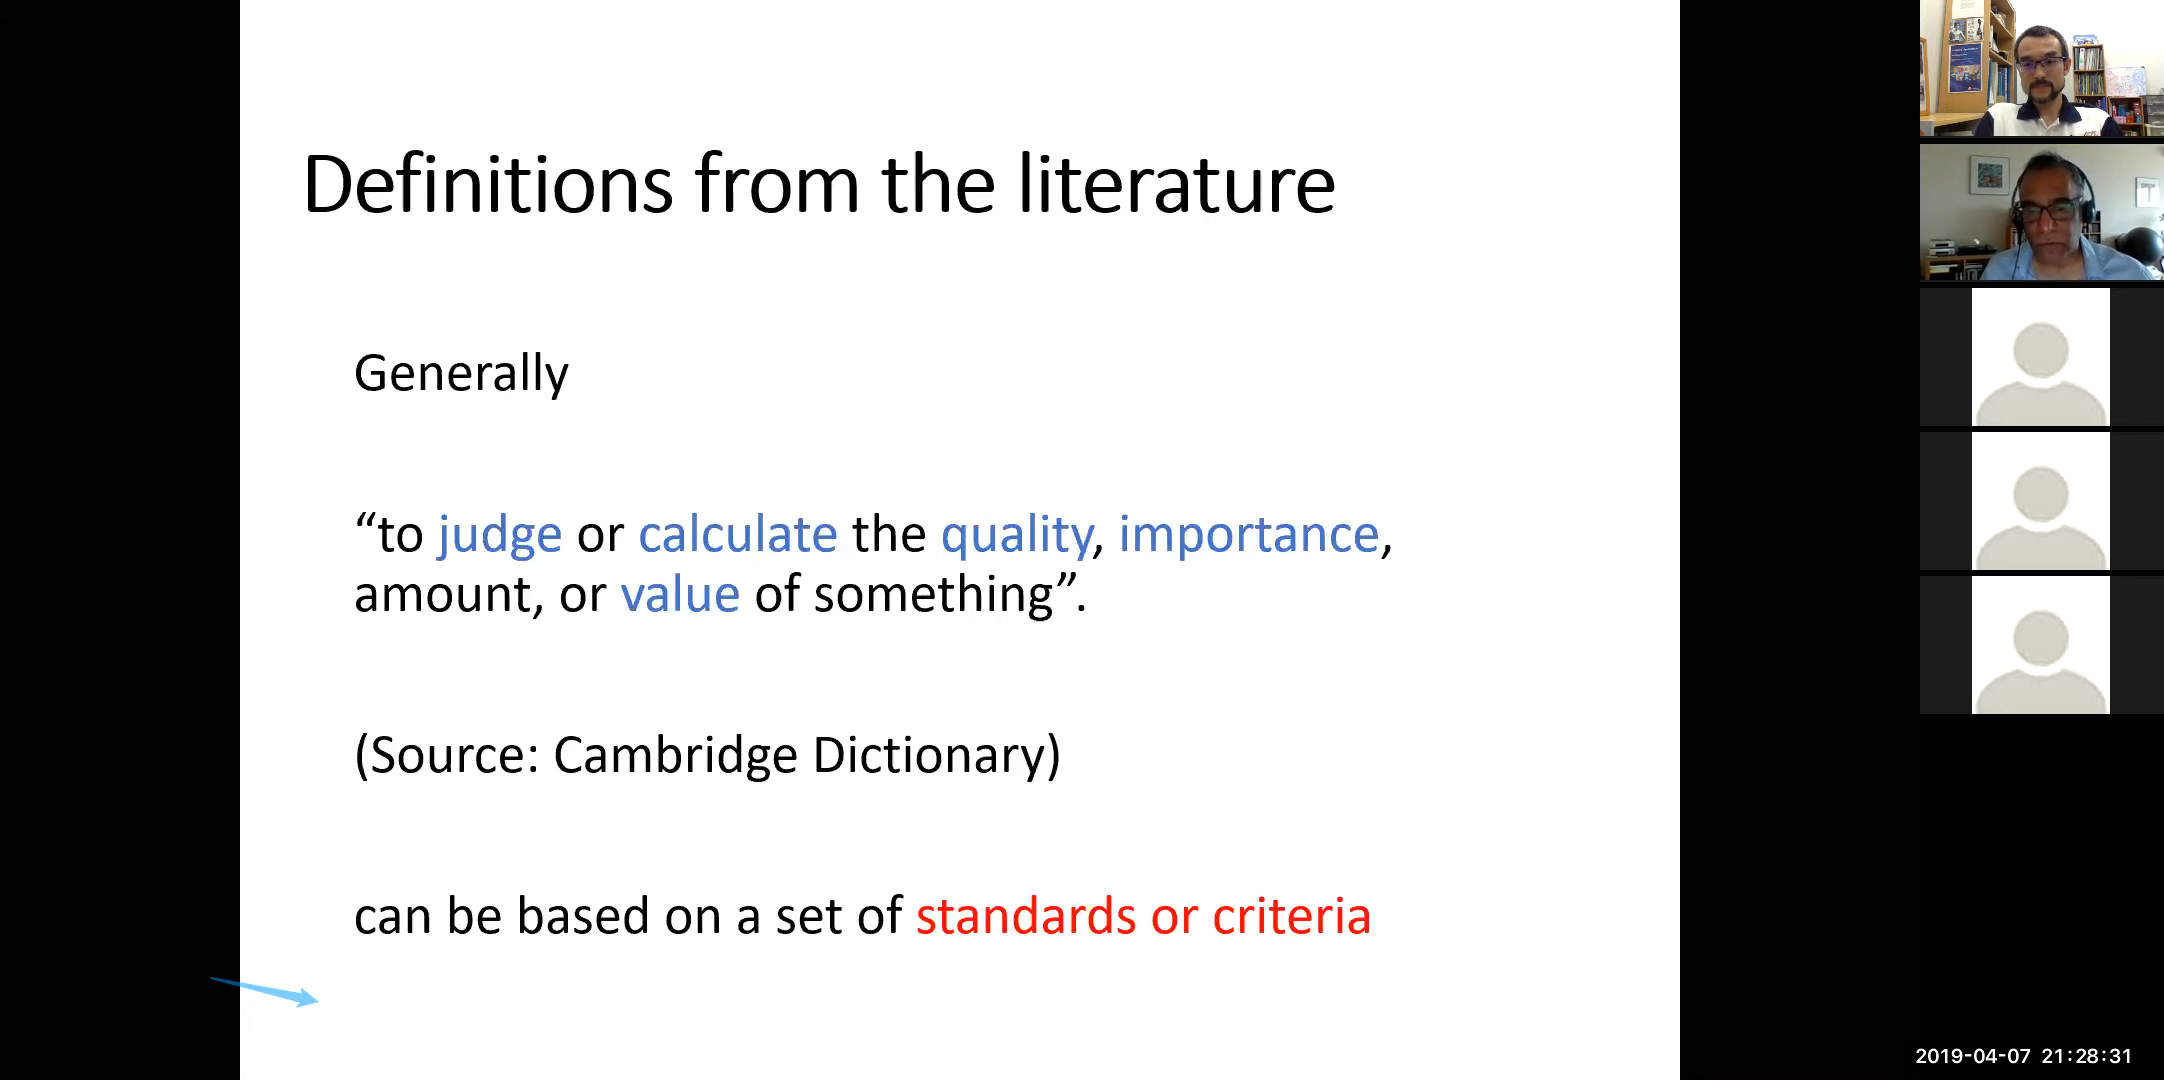 Definitions from the literature
Generally
“to judge or calculate the quality, importance,
amount, or value of something”.
(Source: Cambridge Dictionary)
can be based on a set of standards or criteria
2019-04-07 21:28:31